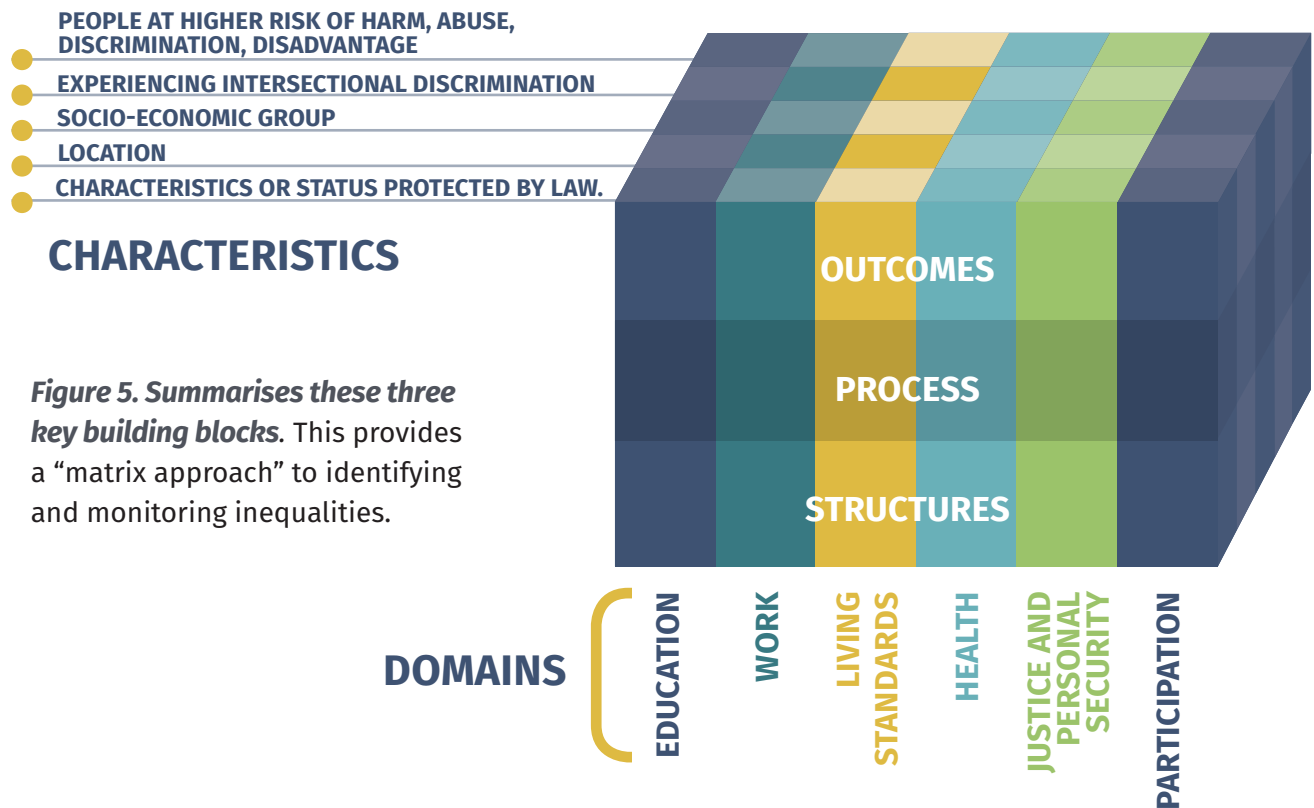 PEOPLE AT HIGHER RISK OF HARM, ABUSE,
DISCRIMINATION, DISADVANTAGE
EXPERIENCING INTERSECTIONAL DISCRIMINATION
SOCIO-ECONOMIC GROUP
LOCATION
CHARACTERISTICS OR STATUS PROTECTED BY LAW.
CHARACTERISTICS
OUTCOMES
PROCESS
STRUCTURES
Figure 5. Summarises these three
key building blocks. This provides
a “matrix approach” to identifying
and monitoring inequalities.
DOMAINS
EDUCATION
WORK
LIVING
STANDARDS
HEALTH
JUSTICE AND
PERSONAL
SECURITY
PARTICIPATION